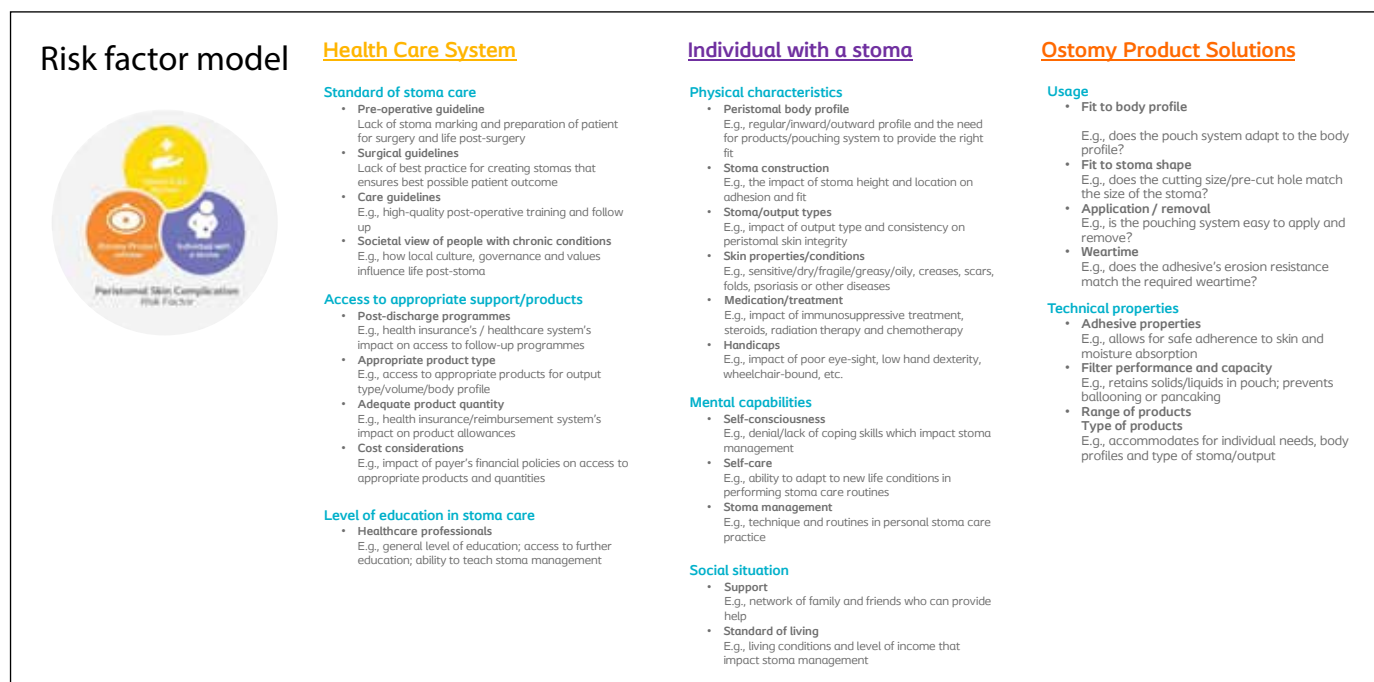 Risk factor model
Peristomal Skin Complication
Risk Factor
Health Care System
Standard of stoma care
• Pre-operative guideline
Lack of stoma marking and preparation of patient
for surgery and life post-surgery
• Surgical guidelines
Lack of best practice for creating stomas that
ensures best possible patient outcome
• Care guidelines
E.g., high-quality post-operative training and follow
up
• Societal view of people with chronic conditions
E.g., how local culture, governance and values
influence life post-stoma
Access to appropriate support/products
• Post-discharge programmes
E.g., health insurance's / healthcare system's
impact on access to follow-up programmes
• Appropriate product type
E.g., access to appropriate products for output
type/volume/body profile
• Adequate product quantity
E.g., health insurance/reimbursement system's
impact on product allowances
• Cost considerations
E.g., impact of payer's financial policies on access to
appropriate products and quantities
Level of education in stoma care
• Healthcare professionals
E.g., general level of education; access to further
education; ability to teach stoma management
Individual with a stoma
Physical characteristics
• Peristomal body profile
E.g., regular/inward/outward profile and the need
for products/pouching system to provide the right
fit
• Stoma construction
E.g., the impact of stoma height and location on
adhesion and fit
• Stoma/output types
E.g., impact of output type and consistency on
peristomal skin integrity
• Skin properties/conditions
E.g., sensitive/dry/fragile/greasy/oily, creases, scars,
folds, psoriasis or other diseases
• Medication/treatment
E.g., impact of immunosuppressive treatment,
steroids, radiation therapy and chemotherapy
• Handicaps
E.g., impact of poor eye-sight, low hand dexterity,
wheelchair-bound, etc.
Mental capabilities
• Self-consciousness
E.g., denial/lack of coping skills which impact stoma
management
• Self-care
E.g., ability to adapt to new life conditions in
performing stoma care routines
• Stoma management
E.g., technique and routines in personal stoma care
practice
Social situation
• Support
E.g., network of family and friends who can provide
help
• Standard of living
E.g., living conditions and level of income that
impact stoma management
Ostomy Product Solutions
Usage
• Fit to body profile
E.g., does the pouch system adapt to the body
profile?
• Fit to stoma shape
E.g., does the cutting size/pre-cut hole match
the size of the stoma?
• Application / removal
E.g., is the pouching system easy to apply and
remove?
• Weartime
E.g., does the adhesive's erosion resistance
match the required weartime?
Technical properties
• Adhesive properties
E.g., allows for safe adherence to skin and
moisture absorption
• Filter performance and capacity
E.g., retains solids/liquids in pouch; prevents
ballooning or pancaking
• Range of products
Type of products
E.g., accommodates for individual needs, body
profiles and type of stoma/output